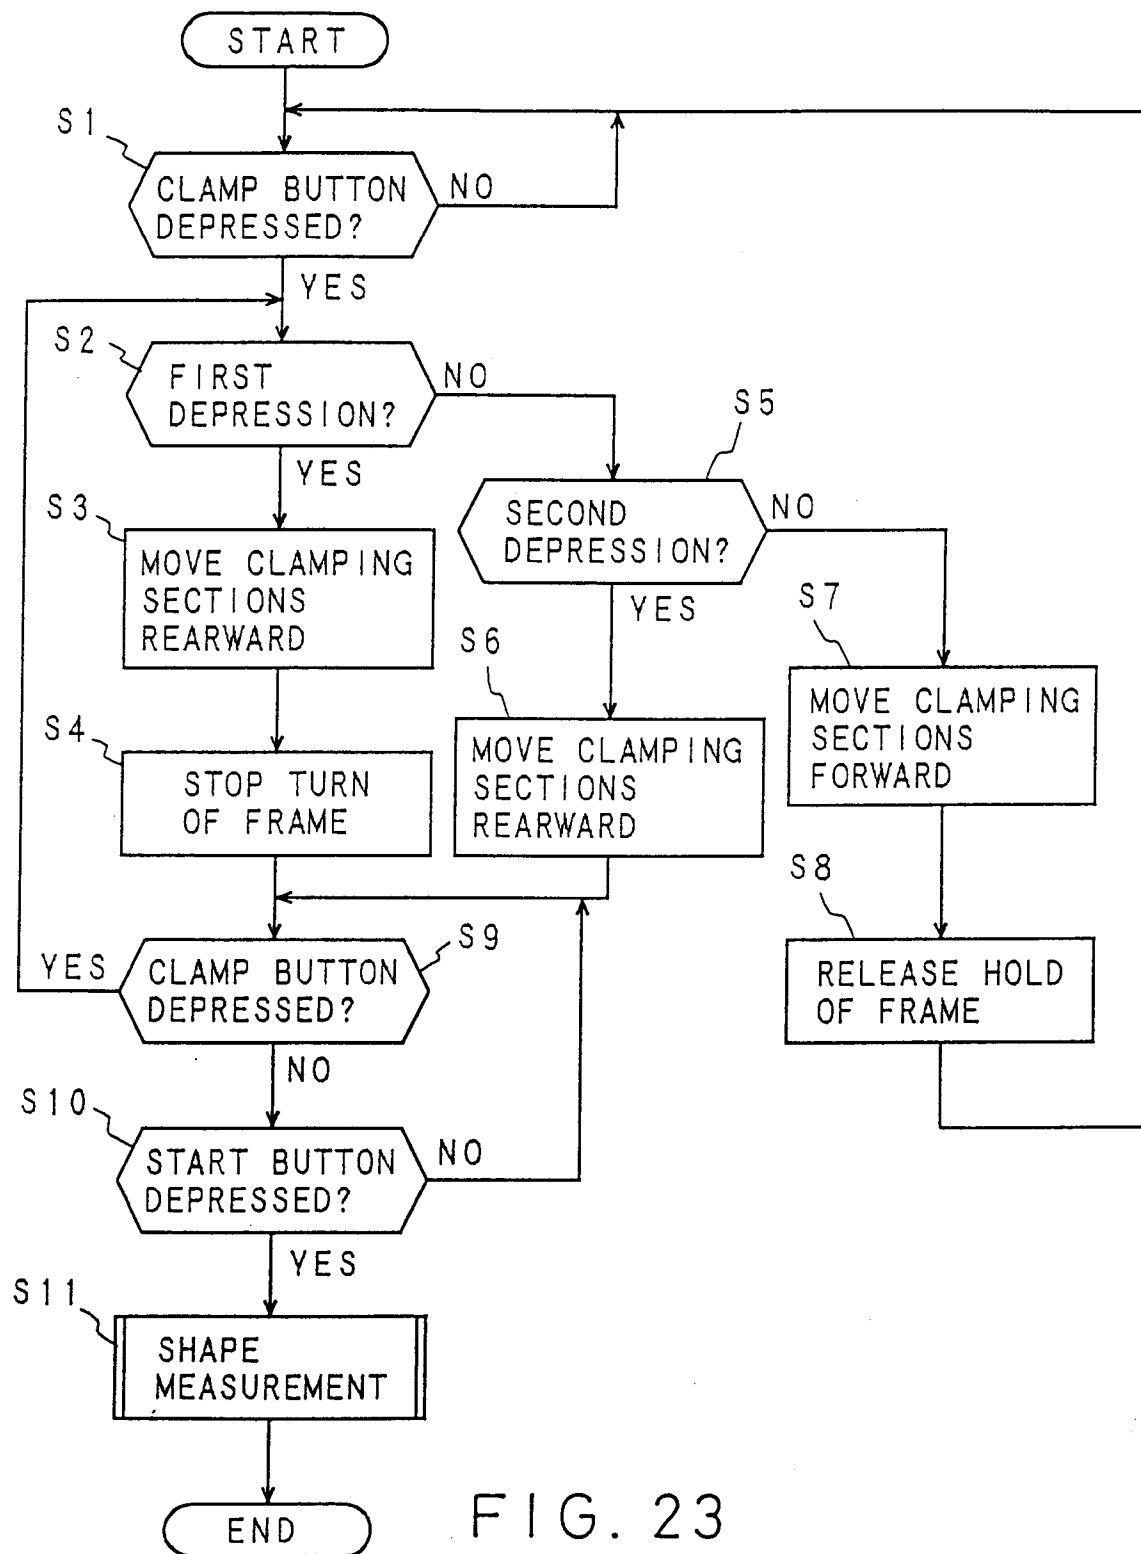 START
S1
CLAMP BUTTON
DEPRESSED?
NO
YES
S2
FIRST
DEPRESSION?
NO
YES
S5
SECOND
DEPRESSION?
NO
YES
S3
MOVE CLAMPING
SECTIONS
REARWARD
S6
MOVE CLAMPING
SECTIONS
REARWARD
S7
MOVE CLAMPING
SECTIONS
FORWARD
S4
STOP TURN
OF FRAME
S8
RELEASE HOLD
OF FRAME
S9
CLAMP BUTTON
DEPRESSED?
YES
NO
S10
START BUTTON
DEPRESSED?
NO
YES
S11
SHAPE
MEASUREMENT
END
FIG. 23